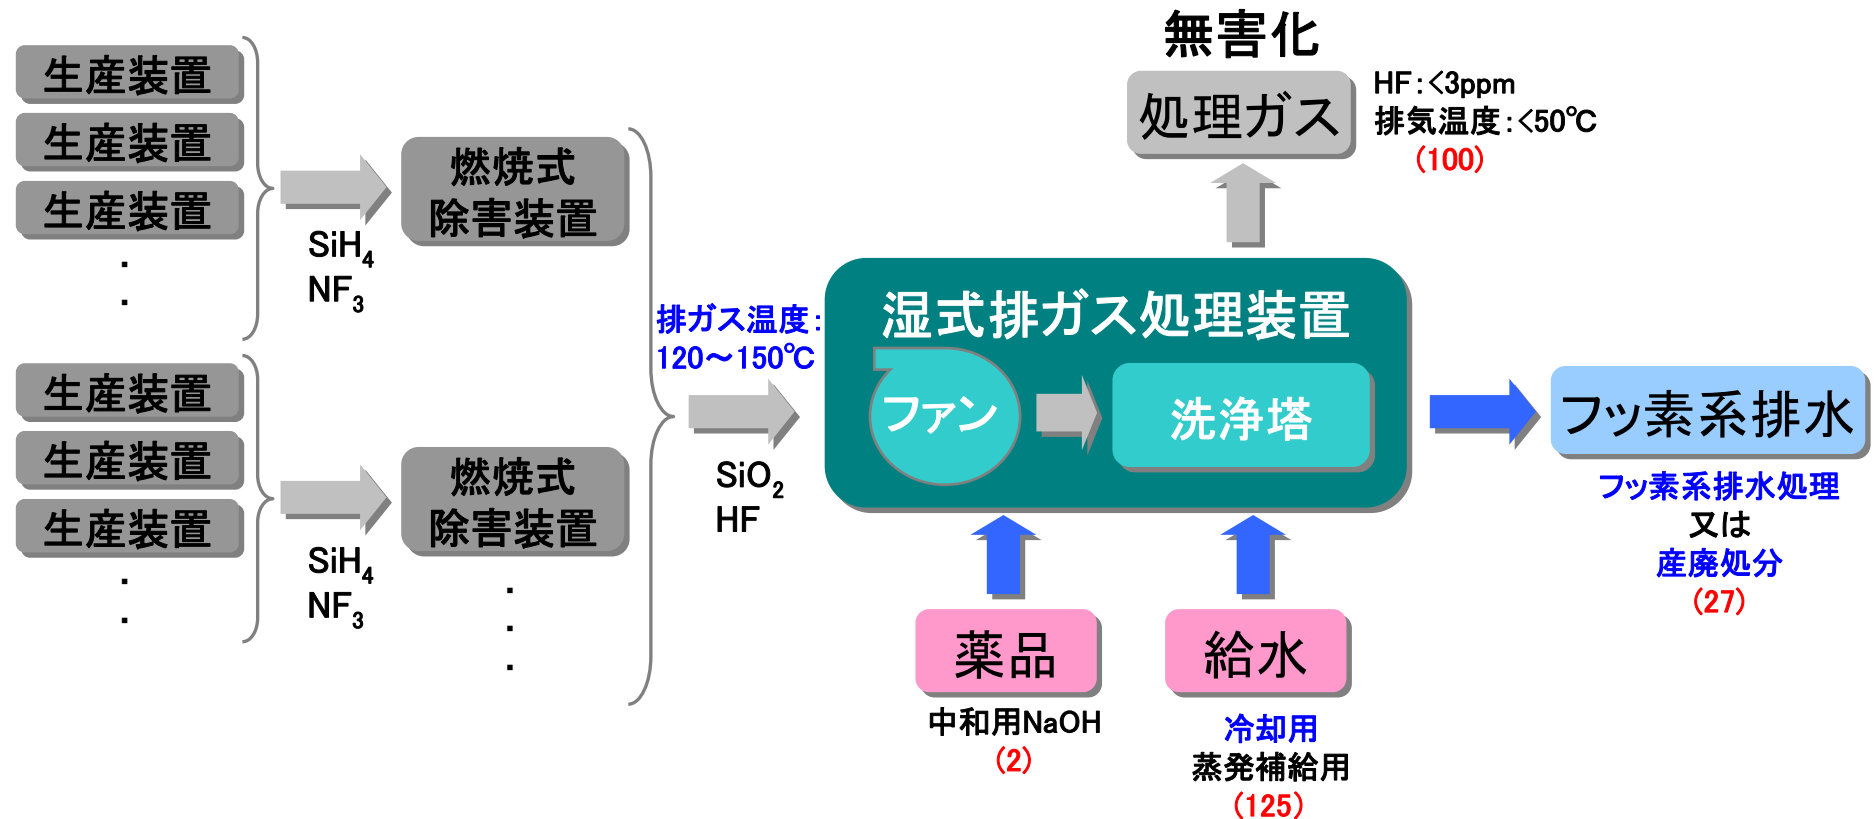 生産装置
生産装置
生産装置
・
・
SiH4
NF3
燃焼式
除害装置
生産装置
生産装置
生産装置
・
・
SiH4
NF3
燃焼式
除害装置
・
・
・
排ガス温度：
120～150℃
SiO2
HF
無害化
処理ガス
HF：<3ppm
排気温度：<50℃
(100)
湿式排ガス処理装置
ファン
洗浄塔
薬品
中和用NaOH
(2)
給水
冷却用
蒸発補給用
(125)
フッ素系排水
フッ素系排水処理
又は
産廃処分
(27)